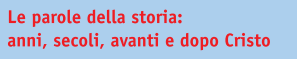 Le parole della storia:
anni, secoli, avanti e dopo Cristo